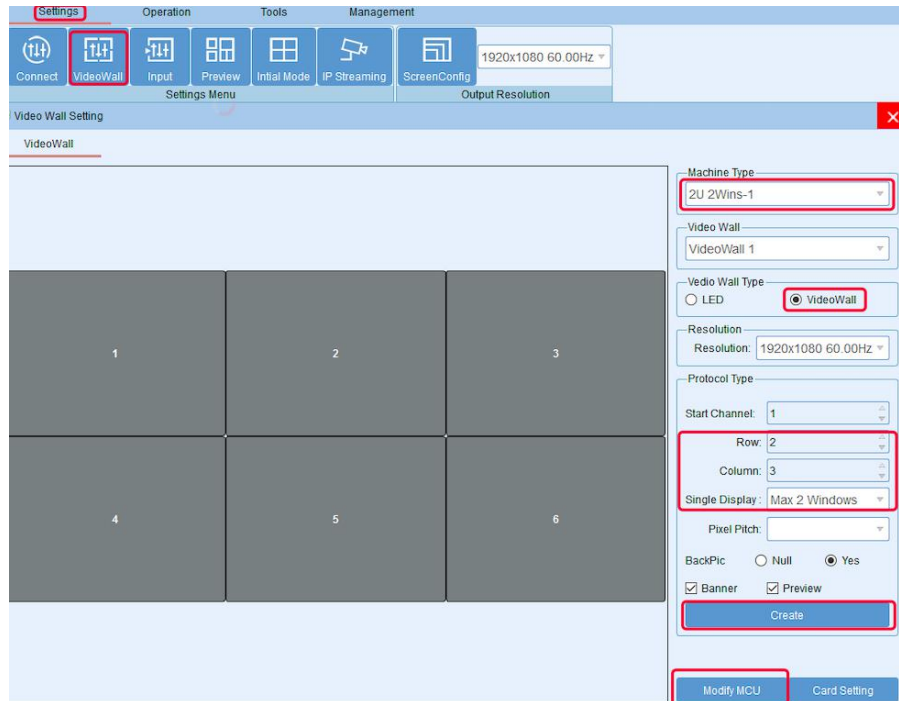 Settings Operation Tools Management
Connect VideoWall Input Preview Intial Mode IP Streaming ScreenConfig 1920x1080 60.00Hz
Settings Menu Output Resolution
Video Wall Setting
VideoWall
Machine Type
2U 2Wins-1
Video Wall
VideoWall 1
Vedio Wall Type
LED VideoWall
Resolution
Resolution: 1920x1080 60.00Hz
Protocol Type
Start Channel: 1
Row: 2
Column: 3
Single Display : Max 2 Windows
Pixel Pitch:
BackPic Null Yes
Banner Preview
Create
Modify MCU Card Setting
1 2 3
4 5 6